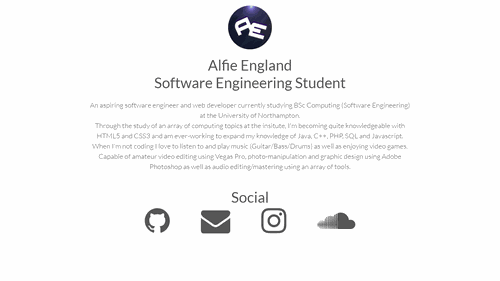 AE
Alfie England
Software Engineering Student
An aspiring software engineer and web developer currently studying BSc Computing (Software Engineering)
at the University of Northampton.
Through the study of an array of computing topics at the insitute, I'm becoming quite knowledgeable with
HTML5 and CSS3 and am ever-working to expand my knowledge of Java, C++, PHP, SQL and Javascript.
When I'm not coding I love to listen to and play music (Guitar/Bass/Drums) as well as enjoying video games.
Capable of amateur video editing using Vegas Pro, photo-manipulation and graphic design using Adobe
Photoshop as well as audio editing/mastering using an array of tools.
Social